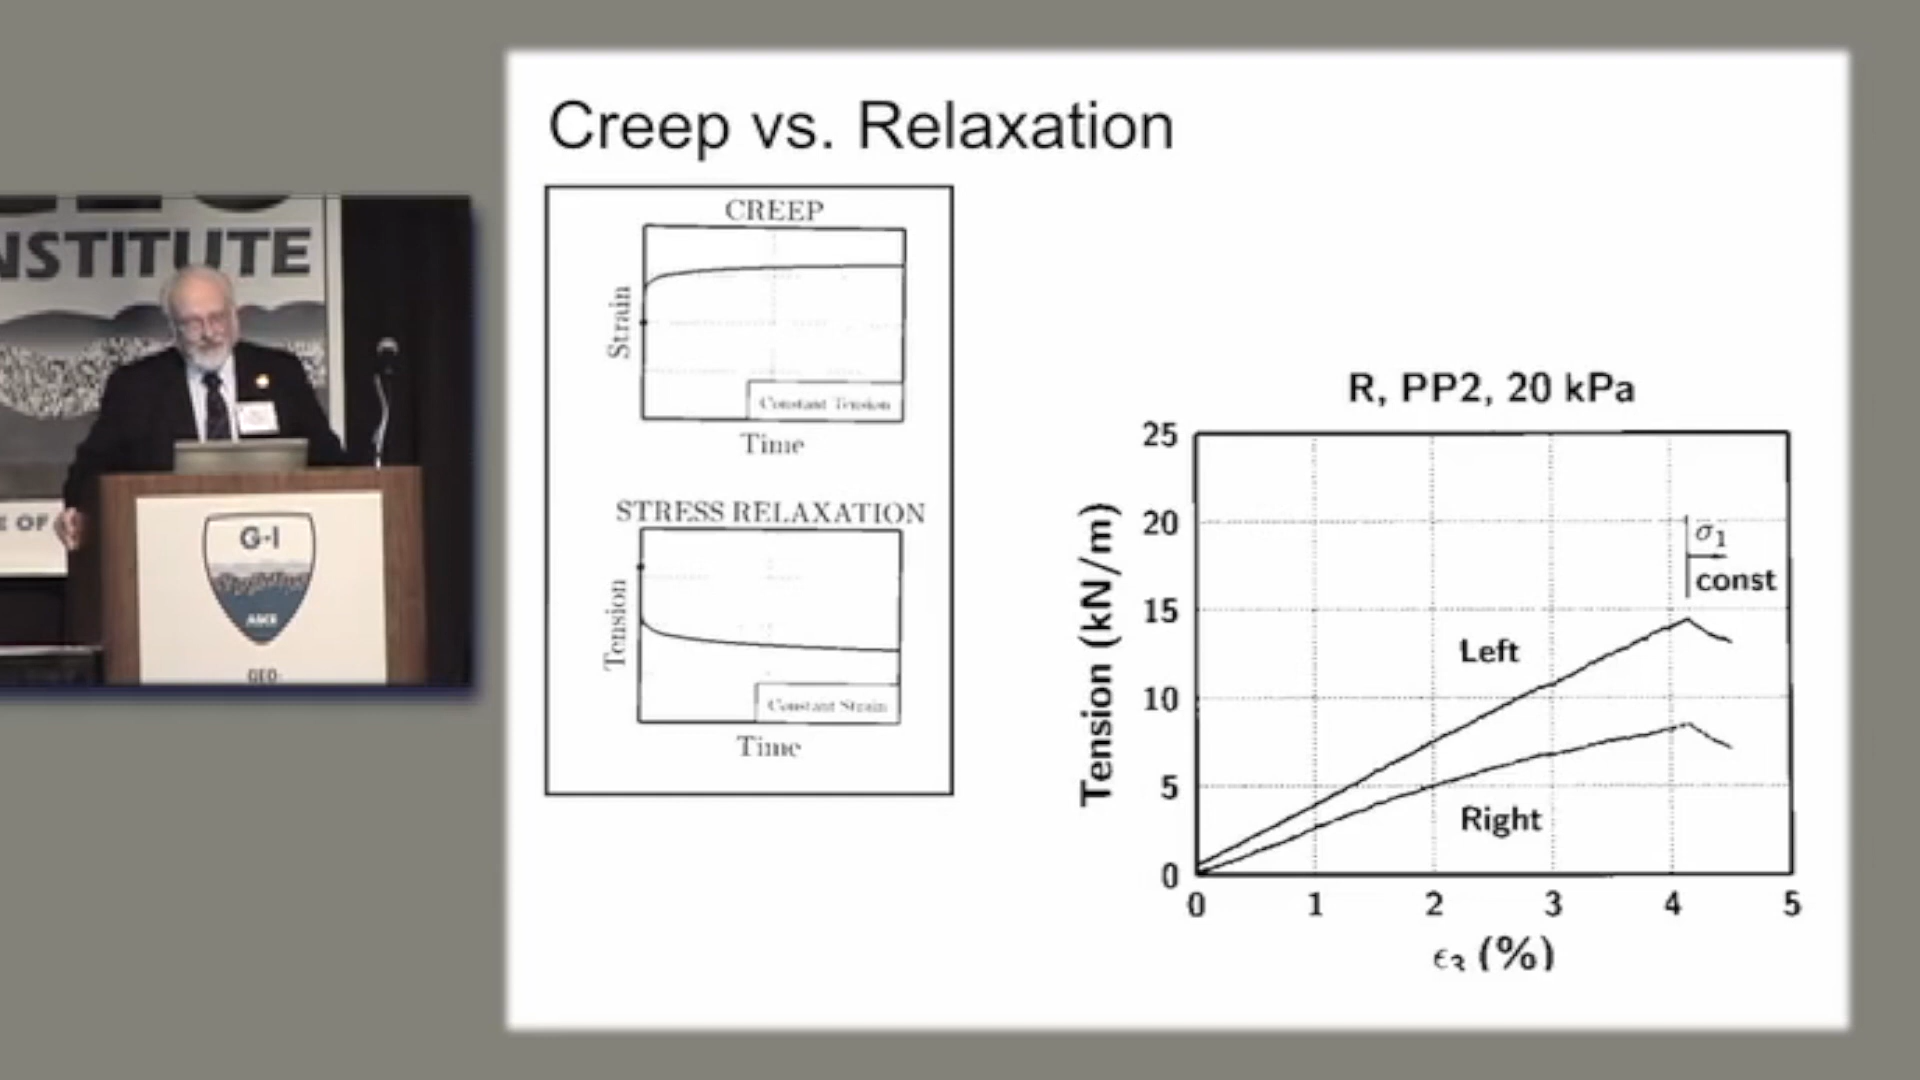 NSTITUTE
E OF
G-I
ASCE
GEO-
Creep vs. Relaxation
CREEP
Strain
Constant Tension
Time
STRESS RELAXATION
Tension
Constant Strain
Time
R, PP2, 20 kPa
Tension (kN/m)
25
20
15
10
5
0
σ1
const
Left
Right
0 1 2 3 4 5
ϵ3 (%)